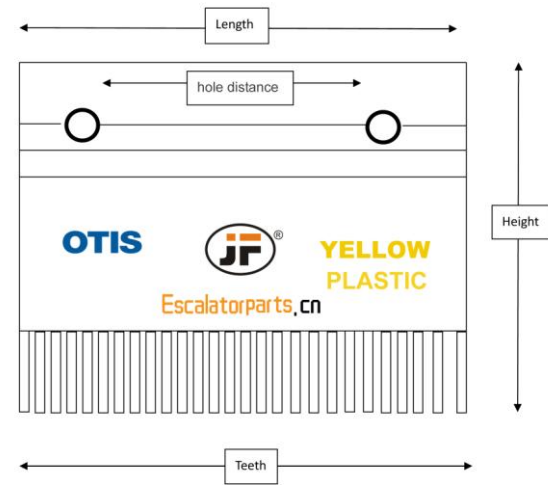 Length
hole distance
OTIS
JF®
YELLOW
PLASTIC
Escalatorparts.cn
Height
Teeth